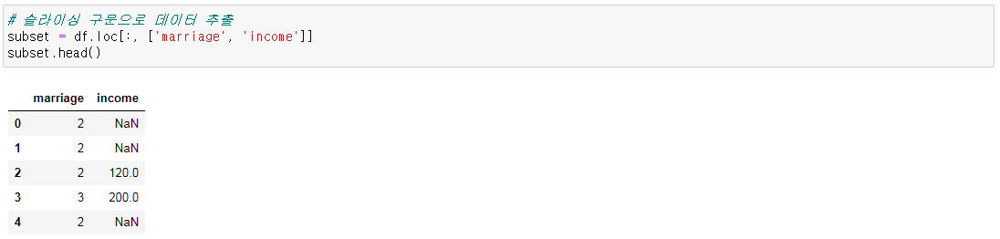 # 슬라이싱 구문으로 데이터 추출
subset = df.loc[:, ['marriage', 'income']]
subset.head()
marriage income
0 2 NaN
1 2 NaN
2 2 120.0
3 3 200.0
4 2 NaN